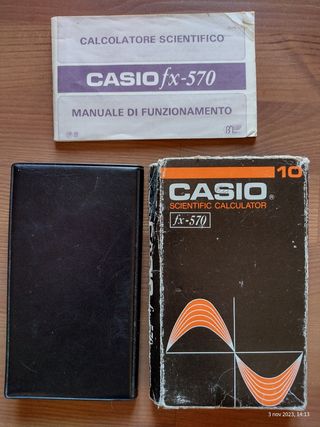 CALCOLATORE SCIENTIFICO
CASIO fx-570
MANUALE DI FUNZIONAMENTO
10
CASIO®
SCIENTIFIC CALCULATOR
fx-570
3 nov 2023, 14:13